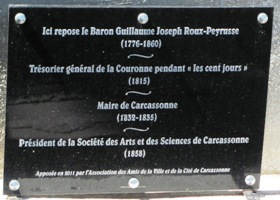 Ici repose le Baron Guillaume Joseph Roux-Peyrusse
(1776-1860)
Trésorier général de la Couronne pendant « les cent jours »
(1815)
Maire de Carcassonne
(1832-1835)
Président de la Société des Arts et des Sciences de Carcassonne
(1858)
Apposée en 2011 par l'Association des Amis de la Ville et de la Cité de Carcassonne